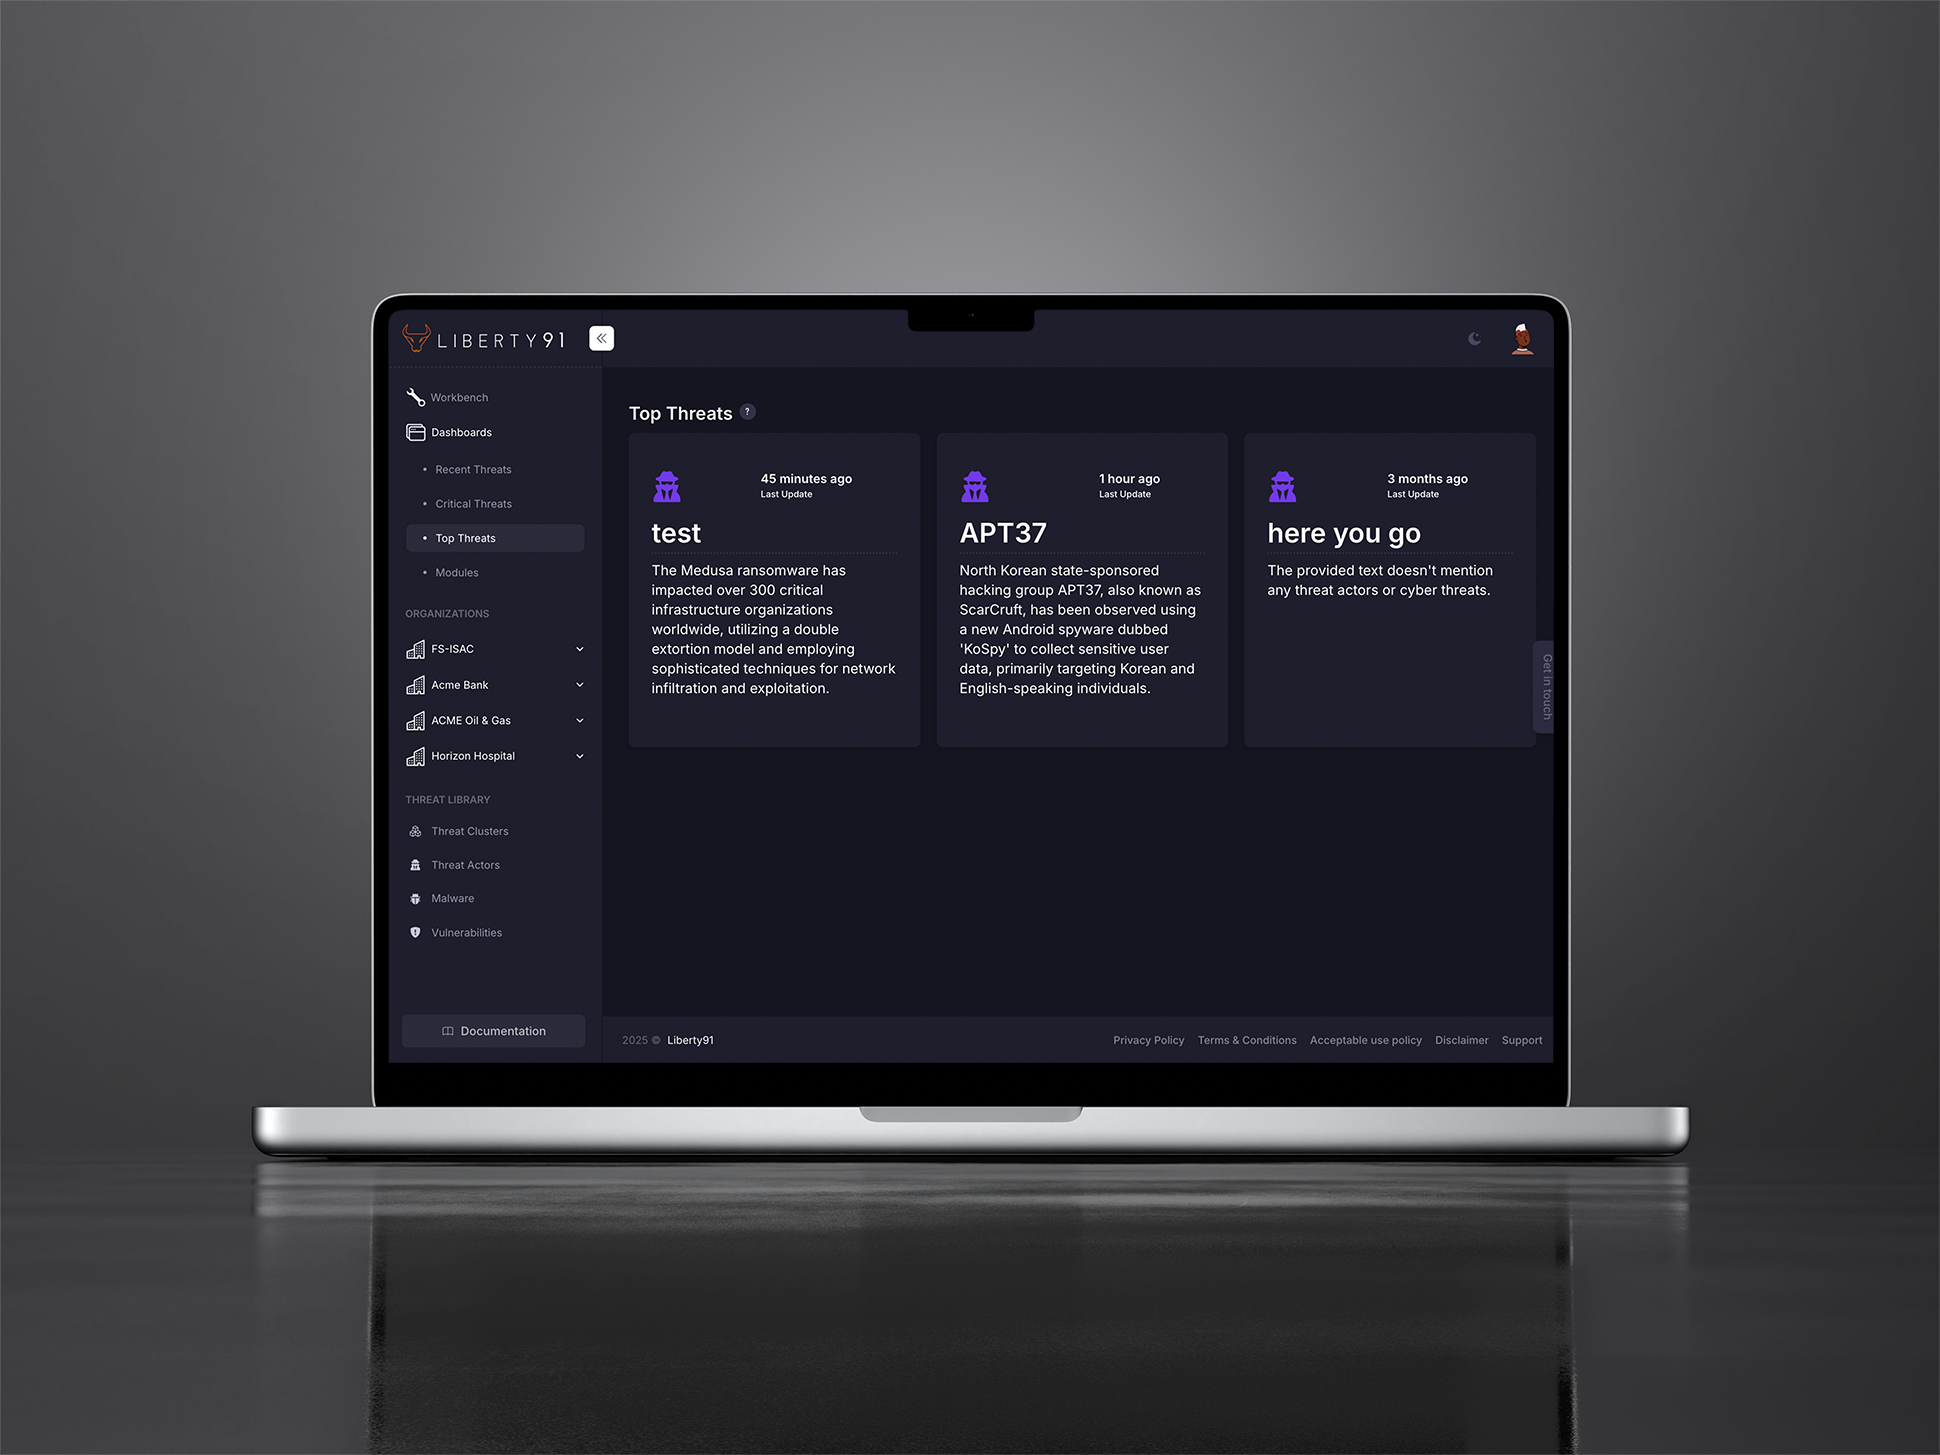 LIBERTY91
Workbench
Dashboards
Recent Threats
Critical Threats
Top Threats
Modules
ORGANIZATIONS
FS-ISAC
Acme Bank
ACME Oil & Gas
Horizon Hospital
THREAT LIBRARY
Threat Clusters
Threat Actors
Malware
Vulnerabilities
Documentation
Top Threats ?
45 minutes ago
Last Update
test
The Medusa ransomware has
impacted over 300 critical
infrastructure organizations
worldwide, utilizing a double
extortion model and employing
sophisticated techniques for network
infiltration and exploitation.
1 hour ago
Last Update
APT37
North Korean state-sponsored
hacking group APT37, also known as
ScarCruft, has been observed using
a new Android spyware dubbed
'KoSpy' to collect sensitive user
data, primarily targeting Korean and
English-speaking individuals.
3 months ago
Last Update
here you go
The provided text doesn't mention
any threat actors or cyber threats.
Get in touch
2025 © Liberty91
Privacy Policy Terms & Conditions Acceptable use policy Disclaimer Support